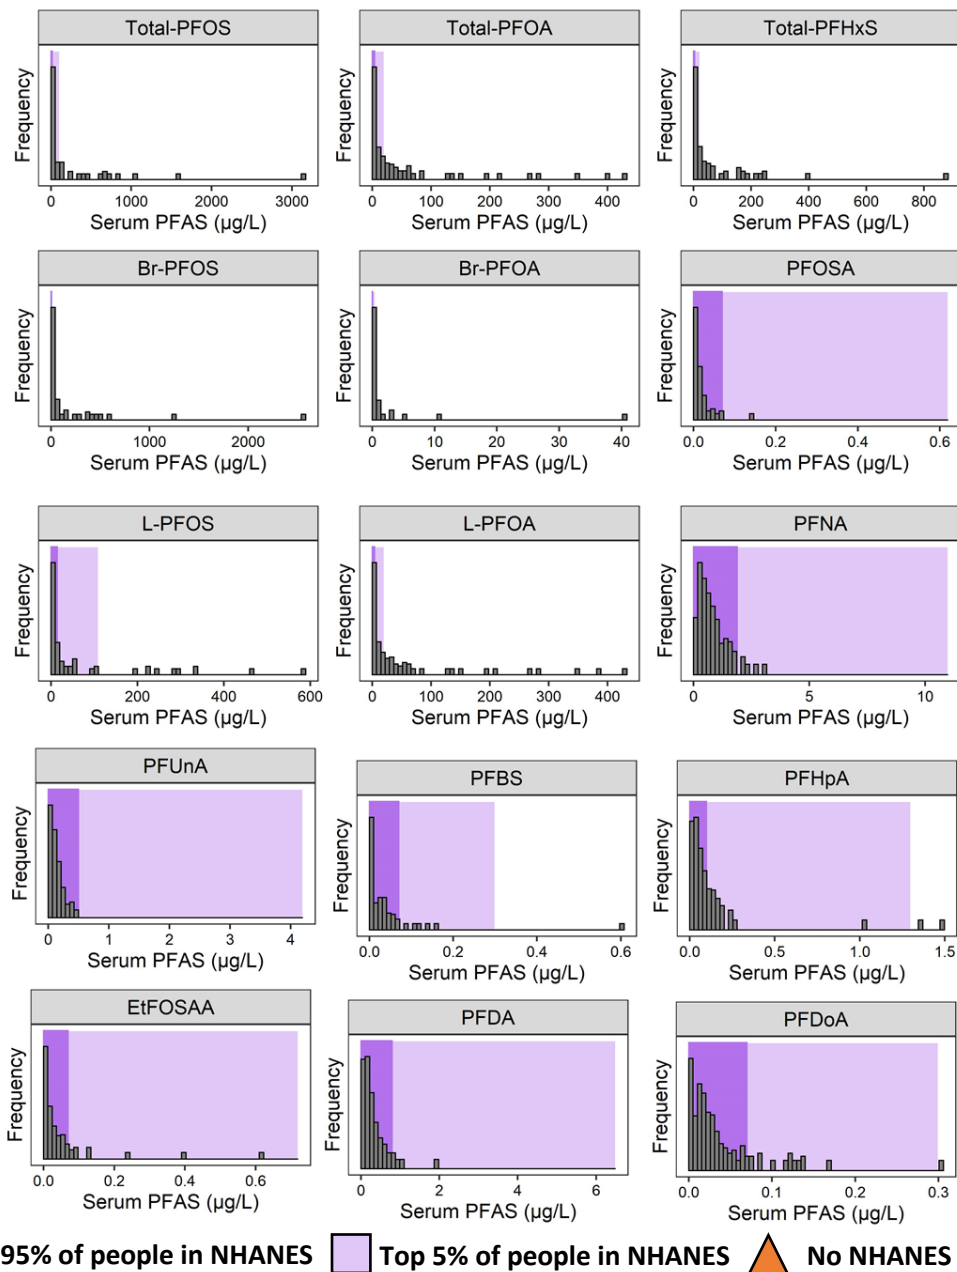 Total-PFOS
Total-PFOA
Total-PFHxS
Frequency
Frequency
Frequency
0 1000 2000 3000
0 100 200 300 400
0 200 400 600 800
Serum PFAS (µg/L)
Serum PFAS (µg/L)
Serum PFAS (µg/L)
Br-PFOS
Br-PFOA
PFOSA
Frequency
Frequency
Frequency
0 1000 2000
0 10 20 30 40
0.0 0.2 0.4 0.6
Serum PFAS (µg/L)
Serum PFAS (µg/L)
Serum PFAS (µg/L)
L-PFOS
L-PFOA
PFNA
Frequency
Frequency
Frequency
0 200 400 600
0 100 200 300 400
0 5 10
Serum PFAS (µg/L)
Serum PFAS (µg/L)
Serum PFAS (µg/L)
PFUnA
PFBS
PFHpA
Frequency
Frequency
Frequency
0 1 2 3 4
0.0 0.2 0.4 0.6
0.0 0.5 1.0 1.5
Serum PFAS (µg/L)
Serum PFAS (µg/L)
Serum PFAS (µg/L)
EtFOSAA
PFDA
PFDoA
Frequency
Frequency
Frequency
0.0 0.2 0.4 0.6
0 2 4 6
0.0 0.1 0.2 0.3
Serum PFAS (µg/L)
Serum PFAS (µg/L)
Serum PFAS (µg/L)
95% of people in NHANES
Top 5% of people in NHANES
No NHANES